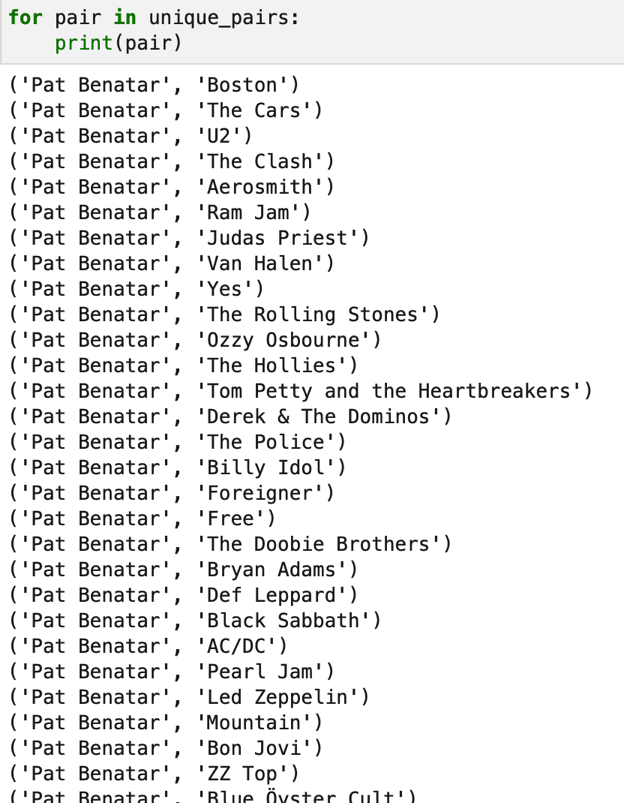 for pair in unique_pairs:
    print(pair)
('Pat Benatar', 'Boston')
('Pat Benatar', 'The Cars')
('Pat Benatar', 'U2')
('Pat Benatar', 'The Clash')
('Pat Benatar', 'Aerosmith')
('Pat Benatar', 'Ram Jam')
('Pat Benatar', 'Judas Priest')
('Pat Benatar', 'Van Halen')
('Pat Benatar', 'Yes')
('Pat Benatar', 'The Rolling Stones')
('Pat Benatar', 'Ozzy Osbourne')
('Pat Benatar', 'The Hollies')
('Pat Benatar', 'Tom Petty and the Heartbreakers')
('Pat Benatar', 'Derek & The Dominos')
('Pat Benatar', 'The Police')
('Pat Benatar', 'Billy Idol')
('Pat Benatar', 'Foreigner')
('Pat Benatar', 'Free')
('Pat Benatar', 'The Doobie Brothers')
('Pat Benatar', 'Bryan Adams')
('Pat Benatar', 'Def Leppard')
('Pat Benatar', 'Black Sabbath')
('Pat Benatar', 'AC/DC')
('Pat Benatar', 'Pearl Jam')
('Pat Benatar', 'Led Zeppelin')
('Pat Benatar', 'Mountain')
('Pat Benatar', 'Bon Jovi')
('Pat Benatar', 'ZZ Top')
('Pat Benatar', 'Blue Öyster Cult')